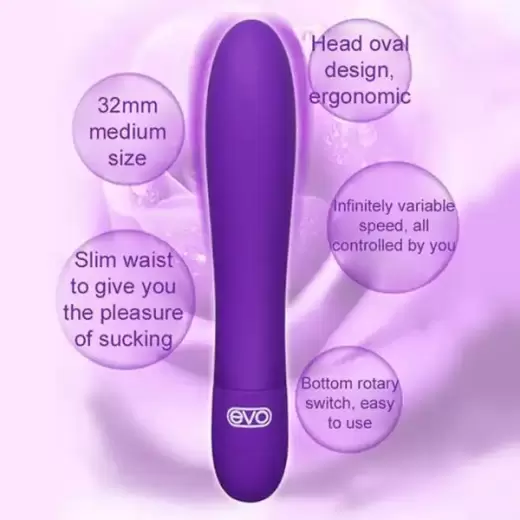 Head oval
design,
ergonomic
32mm
medium
size
Infinitely variable
speed, all
controlled by you
Slim waist
to give you
the pleasure
of sucking
Bottom rotary
switch, easy
to use
evo